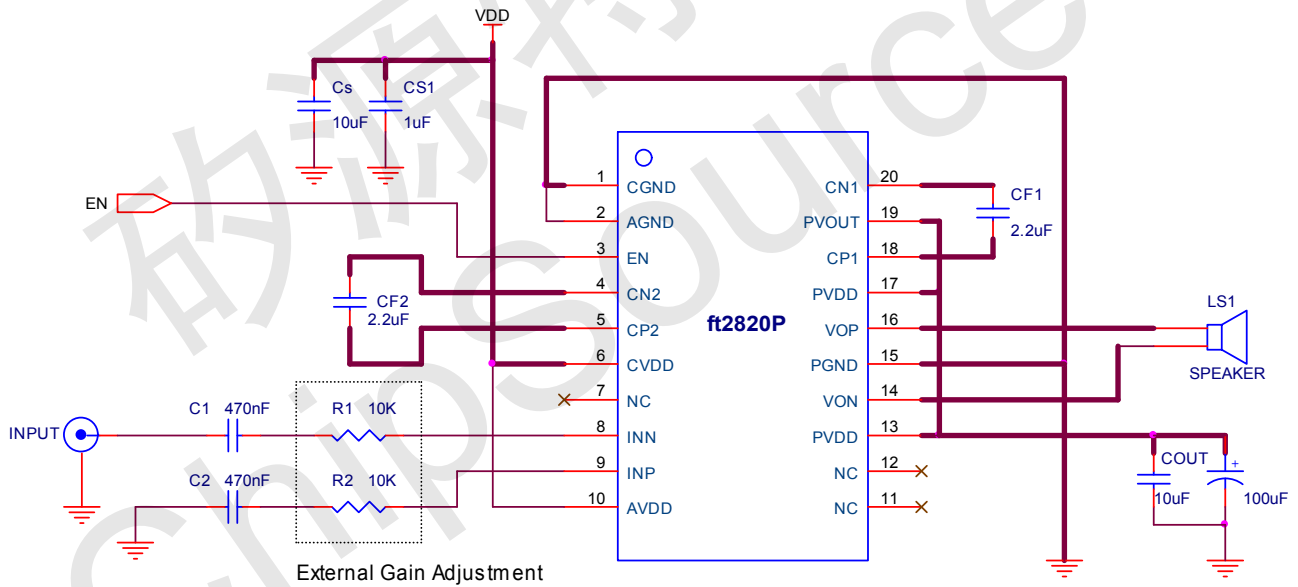 VDD
Cs
10uF
CS1
1uF
EN
1 CGND CN1 20
2 AGND PVOUT 19
3 EN CP1 18
4 CN2 PVDD 17
5 CP2 VOP 16
6 CVDD PGND 15
7 NC VON 14
8 INN PVDD 13
9 INP NC 12
10 AVDD NC 11
ft2820P
CF1
2.2uF
CF2
2.2uF
LS1
SPEAKER
INPUT
C1 470nF
R1 10K
C2 470nF
R2 10K
COUT
10uF
+
100uF
External Gain Adjustment
矽源特
ChipSource